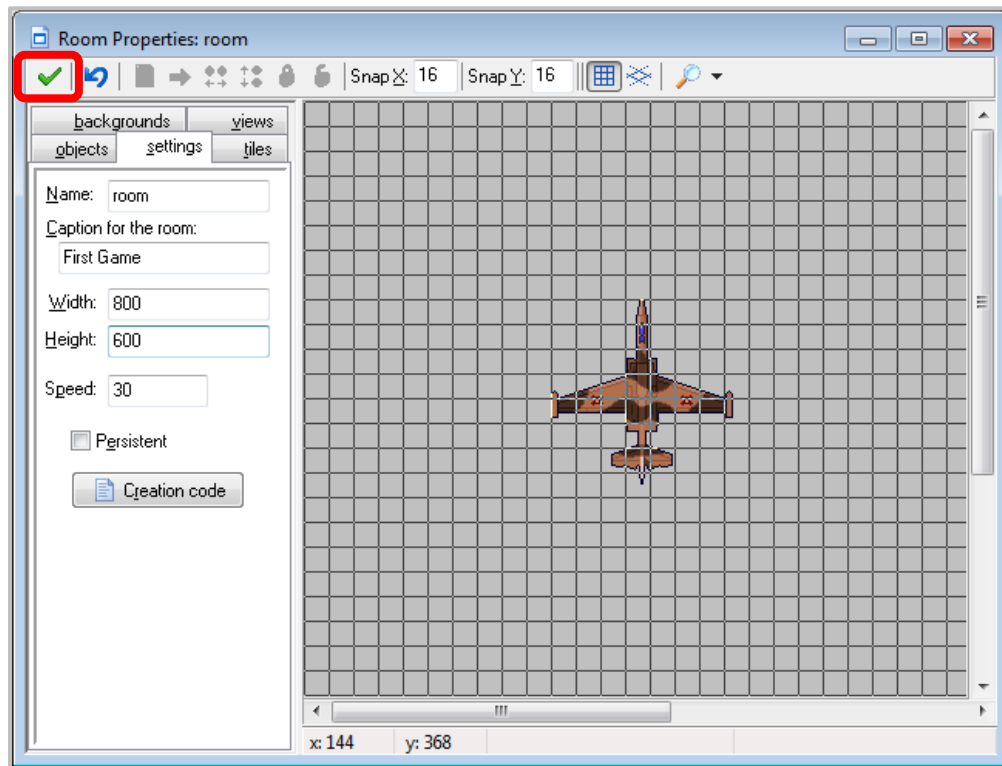 Room Properties: room
Snap X: 16 Snap Y: 16
backgrounds views
objects settings tiles
Name: room
Caption for the room:
First Game
Width: 800
Height: 600
Speed: 30
Persistent
Creation code
x: 144 y: 368